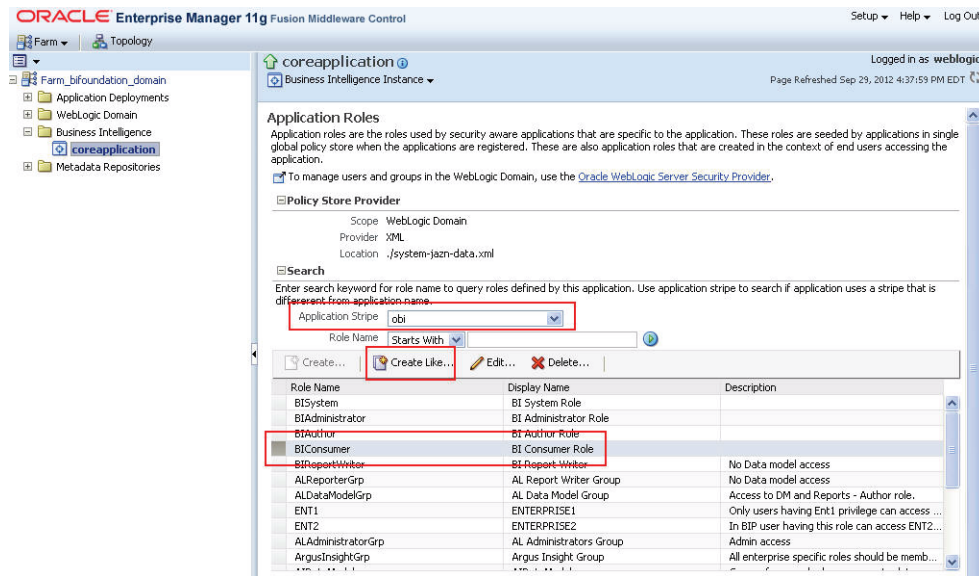 ORACLE Enterprise Manager 11g Fusion Middleware Control
Setup Help Log Out
Farm Topology
Farm_bifoundation_domain
Application Deployments
WebLogic Domain
Business Intelligence
coreapplication
Metadata Repositories
coreapplication
Logged in as weblogic
Business Intelligence Instance
Page Refreshed Sep 29, 2012 4:37:59 PM EDT
Application Roles
Application roles are the roles used by security aware applications that are specific to the application. These roles are seeded by applications in single
global policy store when the applications are registered. These are also application roles that are created in the context of end users accessing the
application.
To manage users and groups in the WebLogic Domain, use the Oracle WebLogic Server Security Provider.
Policy Store Provider
Scope WebLogic Domain
Provider XML
Location ./system-jazn-data.xml
Search
Enter search keyword for role name to query roles defined by this application. Use application stripe to search if application uses a stripe that is
differerent from application name.
Application Stripe obi
Role Name Starts With
Create... Create Like... Edit... Delete...
Role Name Display Name Description
BISystem BI System Role
BIAdministrator BI Administrator Role
BIAuthor BI Author Role
BIConsumer BI Consumer Role
BIReportWriter BI Report Writer No Data model access
ALReporterGrp AL Report Writer Group No Data model access
ALDataModelGrp AL Data Model Group Access to DM and Reports - Author role.
ENT1 ENTERPRISE1 Only users having Ent1 privilege can access ...
ENT2 ENTERPRISE2 In BIP user having this role can access ENT2...
ALAdministratorGrp AL Administrators Group Admin access
ArgusInsightGrp Argus Insight Group All enterprise specific roles should be memb...